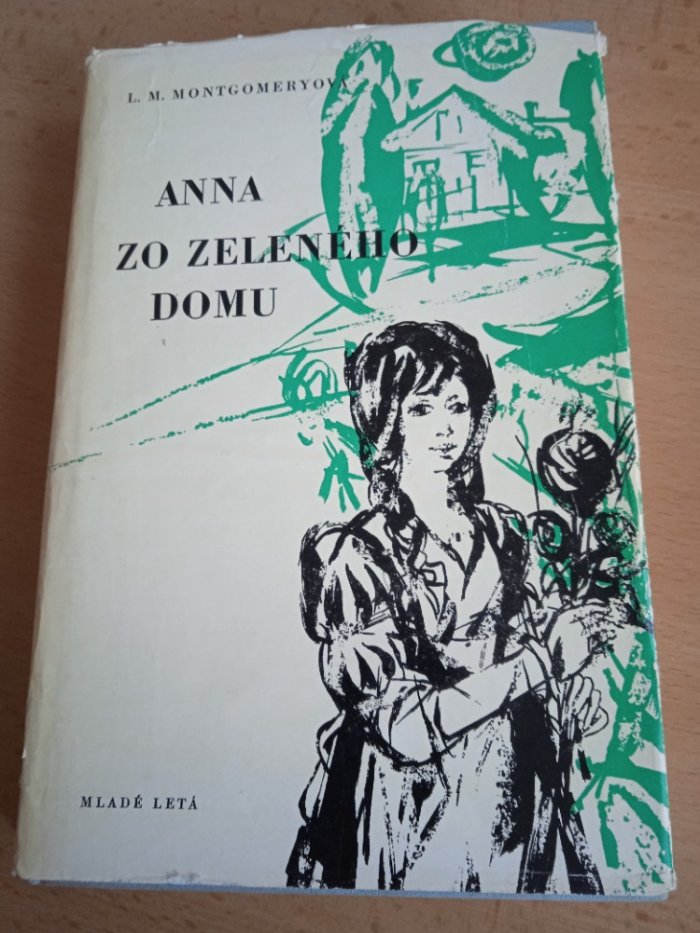 L. M. MONTGOMERYOVÁ
ANNA
ZO ZELENÉHO
DOMU
MLADÉ LETÁ